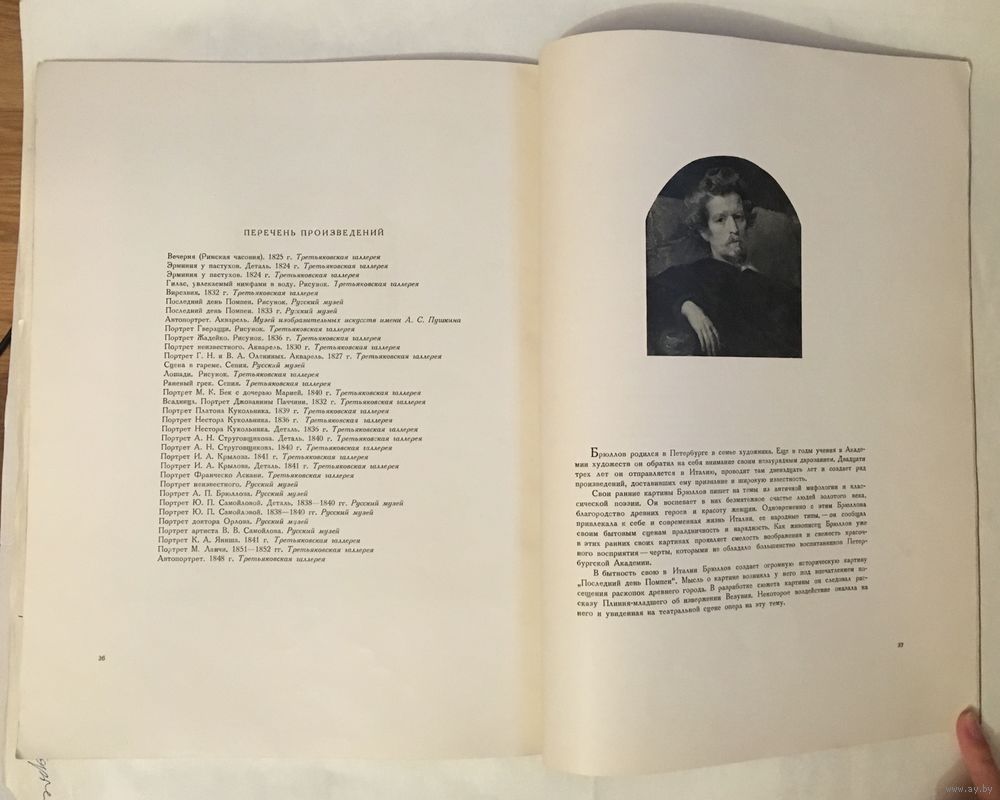 ПЕРЕЧЕНЬ ПРОИЗВЕДЕНИЙ
Вечерня (Римская часовня). 1825 г. Третьяковская галлерея
Эрминия у пастухов. Деталь. 1824 г. Третьяковская галлерея
Эрминия у пастухов. 1824 г. Третьяковская галлерея
Гилас, увлекаемый нимфами в воду. Рисунок. Третьяковская галлерея
Вирсавия. 1832 г. Третьяковская галлерея
Последний день Помпеи. Рисунок. Русский музей
Последний день Помпеи. 1833 г. Русский музей
Автопортрет. Акварель. Музей изобразительных искусств имени А. С. Пушкина
Портрет Рисунок. Третьяковская галлерея
Портрет Жадейко. Рисунок. 1836 г. Третьяковская галлерея
Портрет неизвестного. Акварель. 1830 г. Третьяковская галлерея
Портрет Г. Н. и В. А. Олениных. Акварель. 1827 г. Третьяковская галлерея
Сцена в гареме. Сепия. Русский музей
Лошади. Рисунок. Третьяковская галлерея
Раненый грек. Сепия. Третьяковская галлерея
Портрет М. К. Бек с дочерью Марией. 1840 г. Третьяковская галлерея
Всадница. Портрет Джованины Паччини. 1832 г. Третьяковская галлерея
Портрет Платона Кукольника. 1839 г. Третьяковская галлерея
Портрет Нестора Кукольника. 1836 г. Третьяковская галлерея
Портрет Нестора Кукольника. Деталь. 1836 г. Третьяковская галлерея
Портрет А. Н. Струговщикова. Деталь. 1840 г. Третьяковская галлерея
Портрет А. Н. Струговщикова. 1840 г. Третьяковская галлерея
Портрет И. А. Крылова. 1841 г. Третьяковская галлерея
Портрет И. А. Крылова. Деталь. 1841 г. Третьяковская галлерея
Портрет Франческо Аскани. Третьяковская галлерея
Портрет неизвестного. Русский музей
Портрет А. П. Брюллова. Русский музей
Портрет Ю. П. Самойловой. Деталь. 1838—1840 гг. Русский музей
Портрет Ю. П. Самойловой. 1838—1840 гг. Русский музей
Портрет доктора Орлова. Русский музей
Портрет артиста В. В. Самойлова. Русский музей
Портрет К. А. Яниша. 1841 г. Третьяковская галлерея
Портрет М. Ланчи. 1851—1852 гг. Третьяковская галлерея
Автопортрет. 1848 г. Третьяковская галлерея
36
Брюллов родился в Петербурге в семье художника. Еще в годы учения в Акаде-
мии художеств он обратил на себя внимание своим незаурядным дарованием. Двадцати
трех лет он отправляется в Италию, проводит там двенадцать лет и создает ряд
произведений, доставивших ему признание и широкую известность.
Свои ранние картины Брюллов пишет на темы из античной мифологии и клас-
сической поэзии. Он воспевает в них безмятежное счастье людей золотого века,
благородство древних героев и красоту женщин. Одновременно с этим Брюллова
привлекала к себе и современная жизнь Италии, ее народные типы,—он сообщал
своим бытовым сценам праздничность и нарядность. Как живописец Брюллов уже
в этих ранних своих картинах проявляет смелость воображения и свежесть красоч-
ного восприятия—черты, которыми не обладало большинство воспитанников Петер-
бургской Академии.
В бытность свою в Италии Брюллов создает огромную историческую картину
„Последний день Помпеи“. Мысль о картине возникла у него под впечатлением по-
сещения раскопок древнего города. В разработке сюжета картины он следовал рас-
сказу Плиния-младшего об извержении Везувия. Некоторое воздействие оказала на
него и увиденная на театральной сцене опера на эту тему.
37
www.ay.by